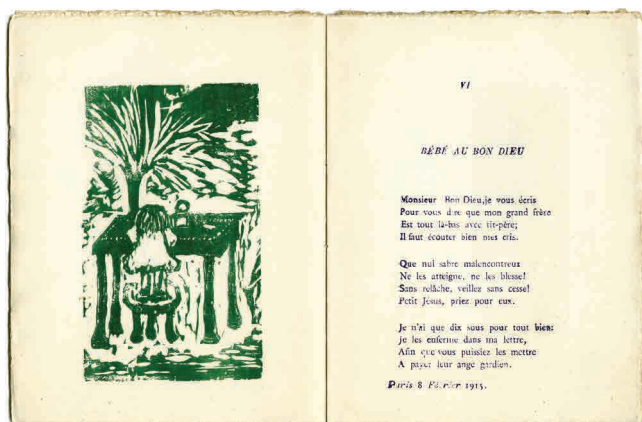 VI
BÉBÉ AU BON DIEU
Monsieur Bon Dieu, je vous écris
Pour vous dire que mon grand frère
Est tout là-bas avec tit-père;
Il faut écouter bien mes cris.
Que nul sabre malencontreux
Ne les atteigne, ne les blesse!
Sans relâche, veillez sans cesse!
Petit Jésus, priez pour eux.
Je n'ai que dix sous pour tout bien:
je les enferme dans ma lettre,
Afin que vous puissiez les mettre
A payer leur ange gardien.
Paris 8 Février 1915.